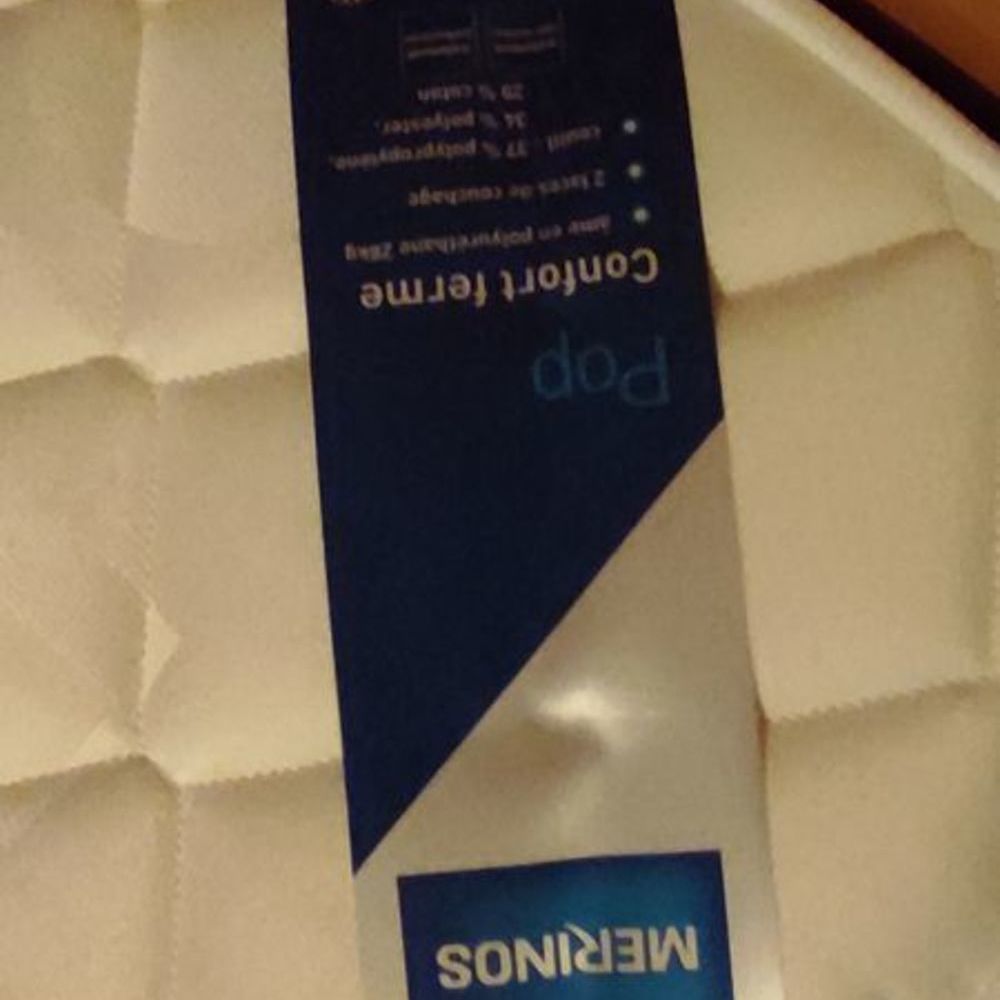 MERINOS
Pop
Confort ferme
âme en polyuréthane 28kg
2 faces de couchage
coutil : 37 % polypropylène,
34 % polyester,
29 % coton